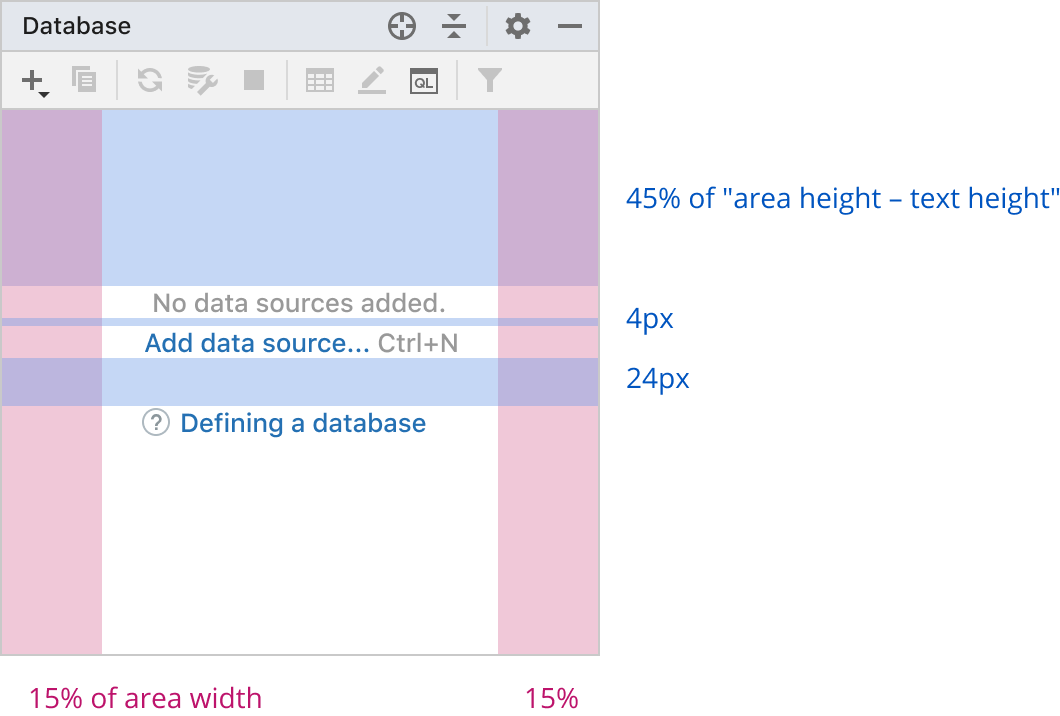 Database
QL
45% of "area height – text height"
No data sources added.
4px
Add data source... Ctrl+N
24px
? Defining a database
15% of area width
15%